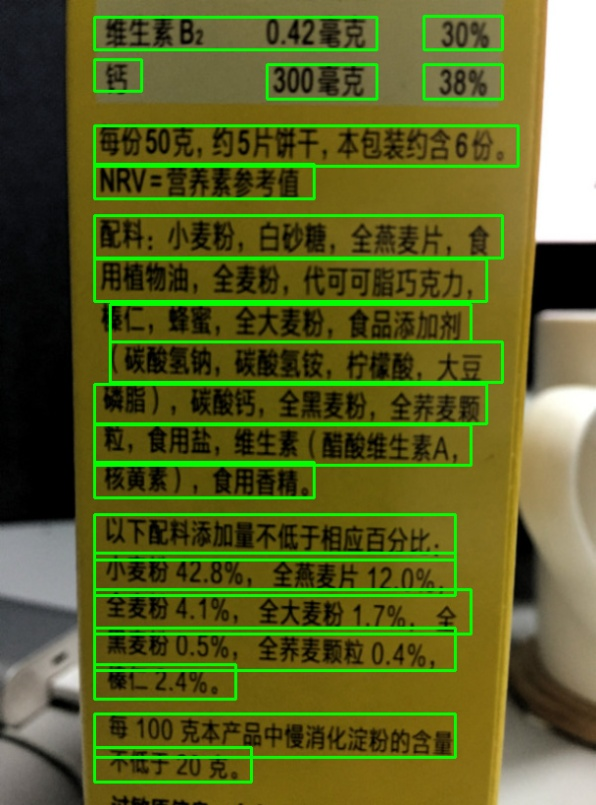 维生素B₂ 0.42毫克 30%
钙 300毫克 38%
每份50克，约5片饼干，本包装约含6份。
NRV=营养素参考值
配料：小麦粉，白砂糖，全燕麦片，食
用植物油，全麦粉，代可可脂巧克力，
榛仁，蜂蜜，全大麦粉，食品添加剂
（碳酸氢钠，碳酸氢铵，柠檬酸，大豆
磷脂），碳酸钙，全黑麦粉，全荞麦颗
粒，食用盐，维生素（醋酸维生素A，
核黄素），食用香精。
以下配料添加量不低于相应百分比：
小麦粉 42.8%， 全燕麦片 12.0%，
全麦粉 4.1%， 全大麦粉 1.7%， 全
黑麦粉 0.5%， 全荞麦颗粒 0.4%，
榛仁 2.4%。
每 100 克本产品中慢消化淀粉的含量
不低于 20 克。